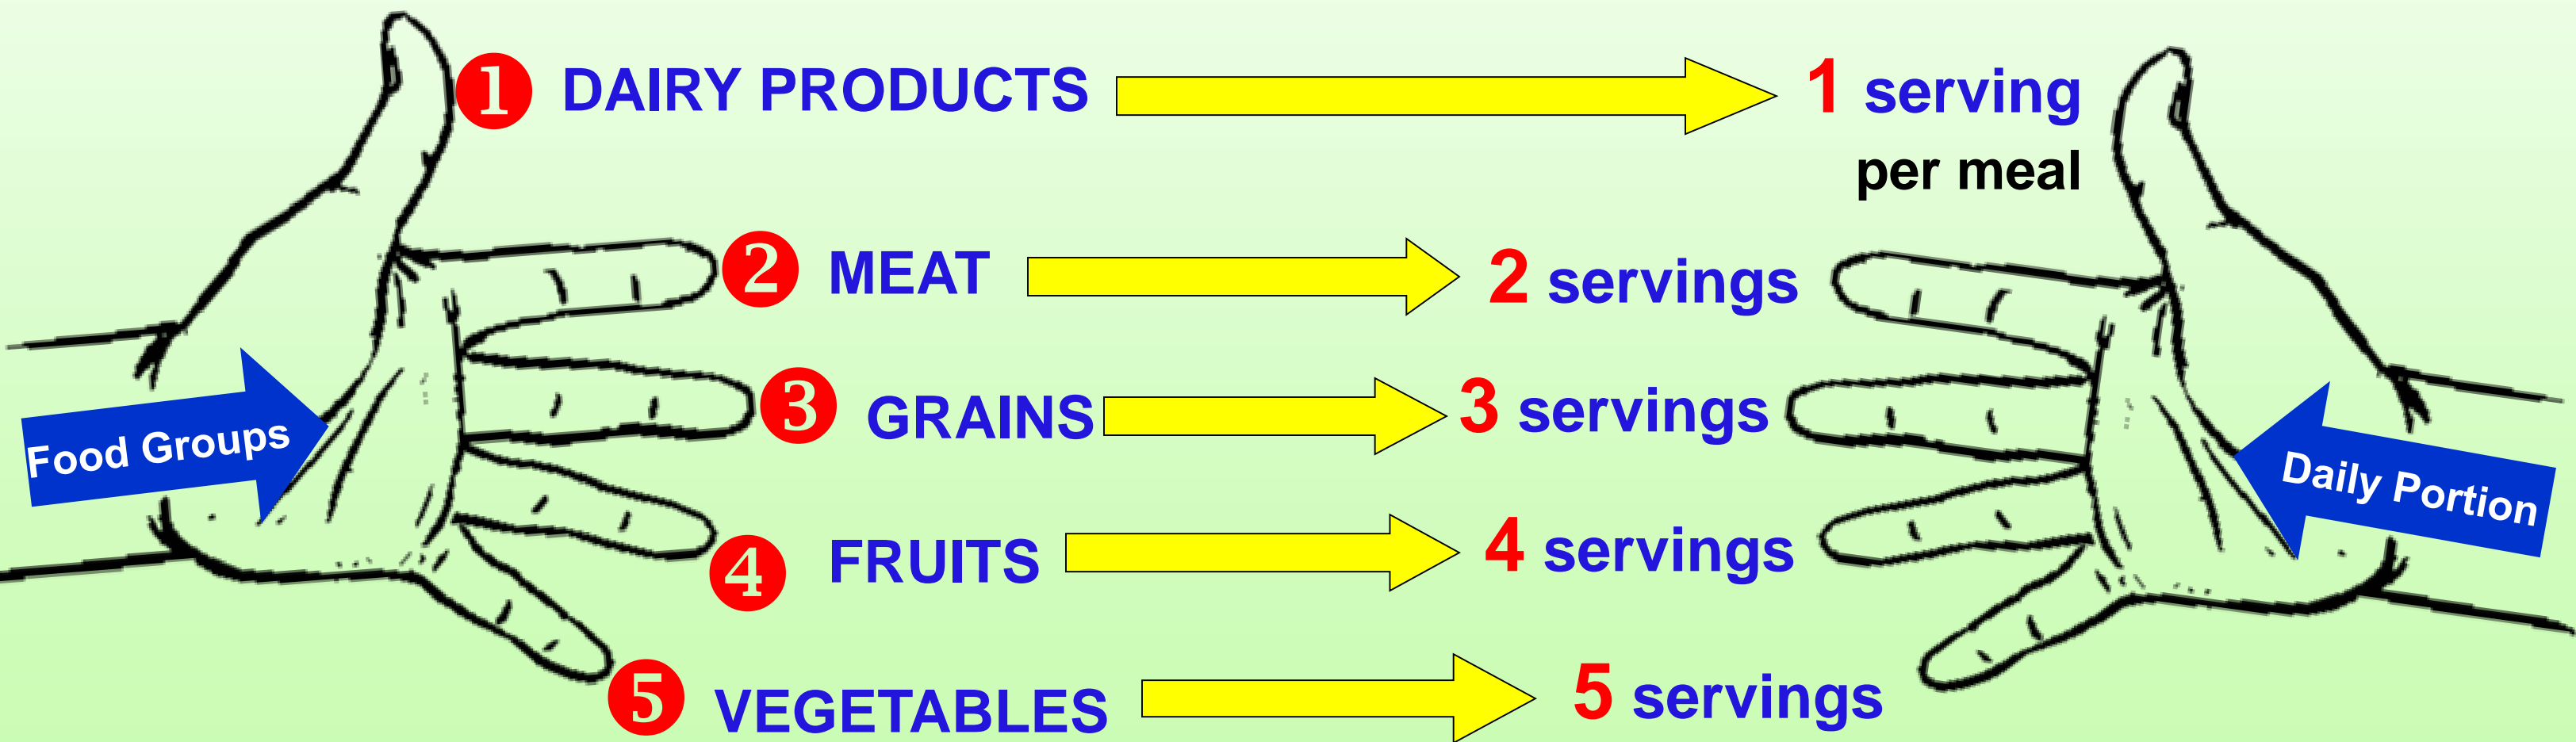 1 DAIRY PRODUCTS 1 serving
per meal
2 MEAT 2 servings
3 GRAINS 3 servings
Food Groups
Daily Portion
4 FRUITS 4 servings
5 VEGETABLES 5 servings